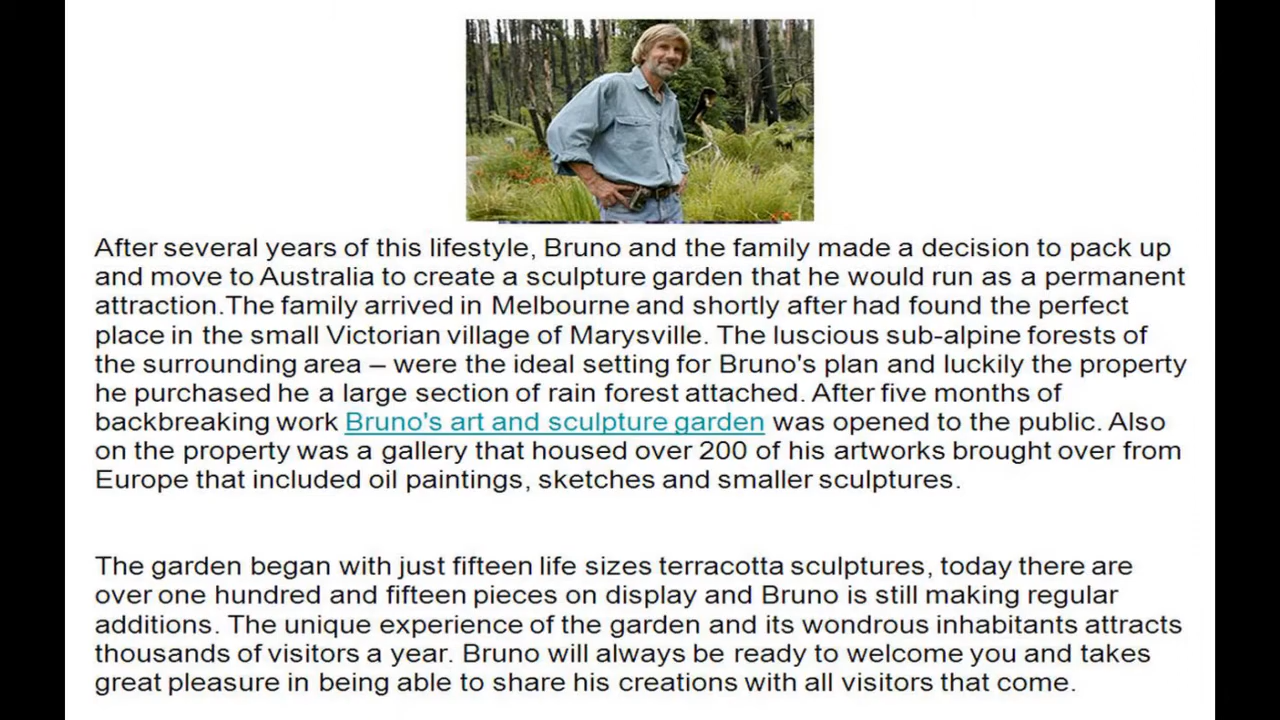 After several years of this lifestyle, Bruno and the family made a decision to pack up
and move to Australia to create a sculpture garden that he would run as a permanent
attraction.The family arrived in Melbourne and shortly after had found the perfect
place in the small Victorian village of Marysville. The luscious sub-alpine forests of
the surrounding area – were the ideal setting for Bruno's plan and luckily the property
he purchased he a large section of rain forest attached. After five months of
backbreaking work Bruno's art and sculpture garden was opened to the public. Also
on the property was a gallery that housed over 200 of his artworks brought over from
Europe that included oil paintings, sketches and smaller sculptures.
The garden began with just fifteen life sizes terracotta sculptures, today there are
over one hundred and fifteen pieces on display and Bruno is still making regular
additions. The unique experience of the garden and its wondrous inhabitants attracts
thousands of visitors a year. Bruno will always be ready to welcome you and takes
great pleasure in being able to share his creations with all visitors that come.